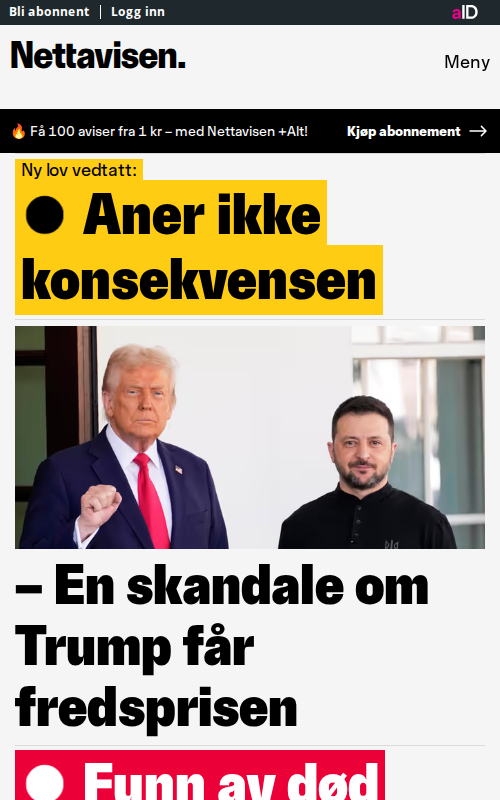 Bli abonnent | Logg inn
aID
Nettavisen.
Meny
🔥 Få 100 aviser fra 1 kr – med Nettavisen +Alt!
Kjøp abonnement →
Ny lov vedtatt:
● Aner ikke
konsekvensen
– En skandale om
Trump får
fredsprisen
● Funn av død